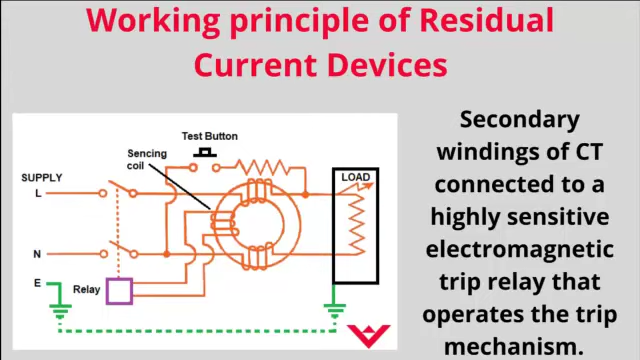 Working principle of Residual
Current Devices
Test Button
Sencing
coil
SUPPLY
L
LOAD
N
E
Relay
Secondary
windings of CT
connected to a
highly sensitive
electromagnetic
trip relay that
operates the trip
mechanism.